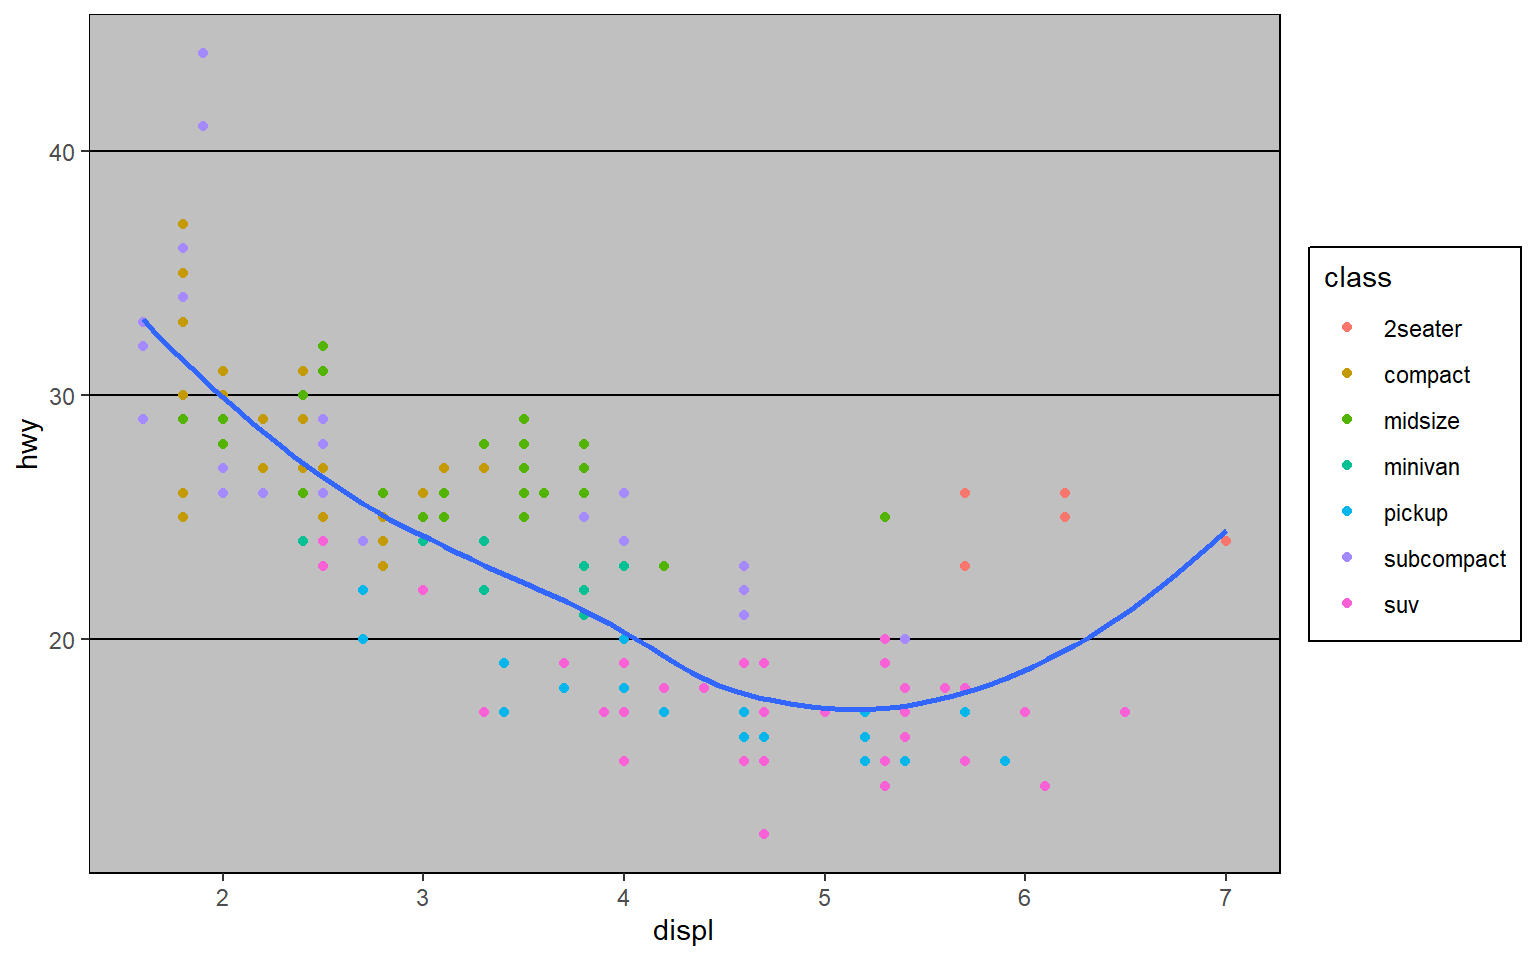 40
30
20
hwy
2 3 4 5 6 7
displ
class
2seater
compact
midsize
minivan
pickup
subcompact
suv